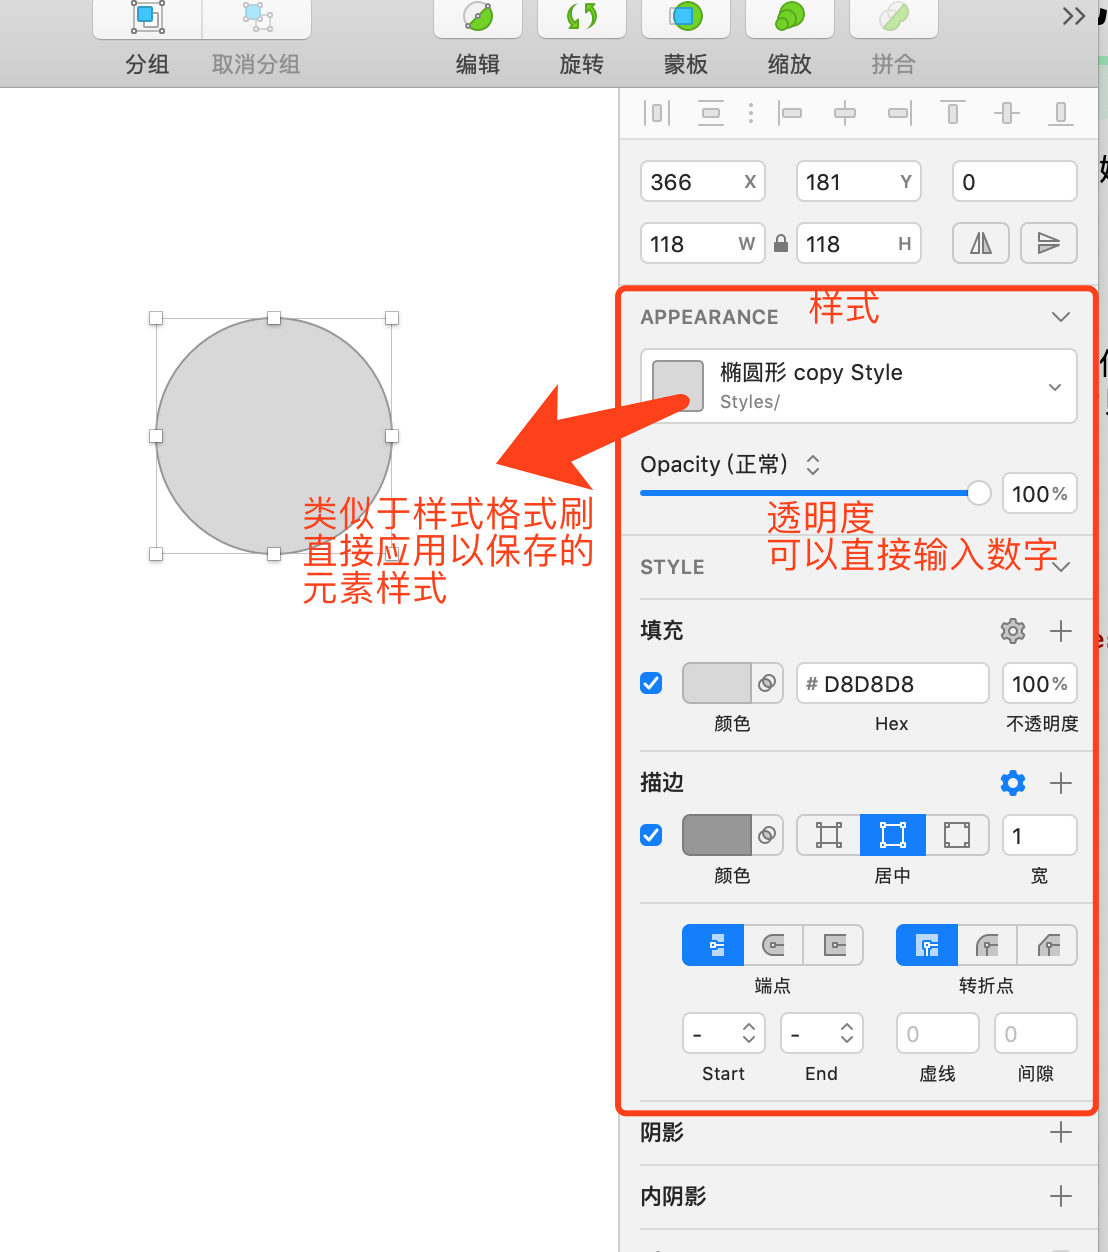 分组
取消分组
编辑
旋转
蒙板
缩放
拼合
366 X
181 Y
0
118 W
118 H
APPEARANCE
样式
椭圆形 copy Style
Styles/
Opacity (正常)
100%
透明度
可以直接输入数字
类似于样式格式刷
直接应用以保存的
元素样式
STYLE
填充
# D8D8D8
100%
颜色
Hex
不透明度
描边
1
颜色
居中
宽
端点
转折点
-
-
0
0
Start
End
虚线
间隙
阴影
内阴影